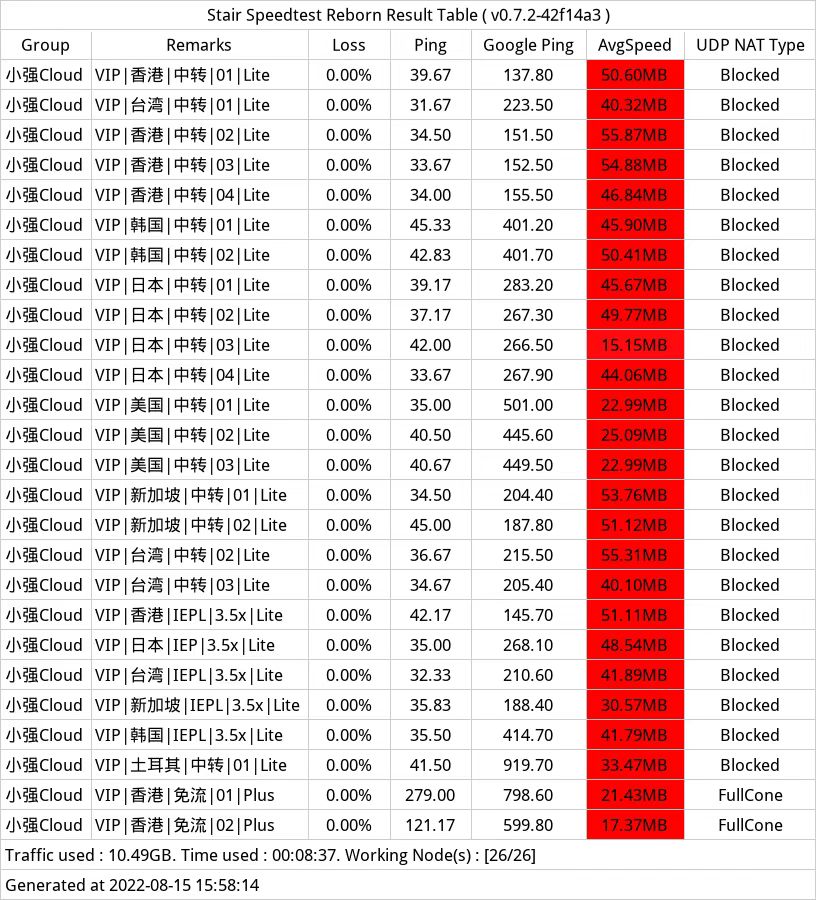 Stair Speedtest Reborn Result Table ( v0.7.2-42f14a3 )
Group Remarks Loss Ping Google Ping AvgSpeed UDP NAT Type
小强Cloud VIP|香港|中转|01|Lite 0.00% 39.67 137.80 50.60MB Blocked
小强Cloud VIP|台湾|中转|01|Lite 0.00% 31.67 223.50 40.32MB Blocked
小强Cloud VIP|香港|中转|02|Lite 0.00% 34.50 151.50 55.87MB Blocked
小强Cloud VIP|香港|中转|03|Lite 0.00% 33.67 152.50 54.88MB Blocked
小强Cloud VIP|香港|中转|04|Lite 0.00% 34.00 155.50 46.84MB Blocked
小强Cloud VIP|韩国|中转|01|Lite 0.00% 45.33 401.20 45.90MB Blocked
小强Cloud VIP|韩国|中转|02|Lite 0.00% 42.83 401.70 50.41MB Blocked
小强Cloud VIP|日本|中转|01|Lite 0.00% 39.17 283.20 45.67MB Blocked
小强Cloud VIP|日本|中转|02|Lite 0.00% 37.17 267.30 49.77MB Blocked
小强Cloud VIP|日本|中转|03|Lite 0.00% 42.00 266.50 15.15MB Blocked
小强Cloud VIP|日本|中转|04|Lite 0.00% 33.67 267.90 44.06MB Blocked
小强Cloud VIP|美国|中转|01|Lite 0.00% 35.00 501.00 22.99MB Blocked
小强Cloud VIP|美国|中转|02|Lite 0.00% 40.50 445.60 25.09MB Blocked
小强Cloud VIP|美国|中转|03|Lite 0.00% 40.67 449.50 22.99MB Blocked
小强Cloud VIP|新加坡|中转|01|Lite 0.00% 34.50 204.40 53.76MB Blocked
小强Cloud VIP|新加坡|中转|02|Lite 0.00% 45.00 187.80 51.12MB Blocked
小强Cloud VIP|台湾|中转|02|Lite 0.00% 36.67 215.50 55.31MB Blocked
小强Cloud VIP|台湾|中转|03|Lite 0.00% 34.67 205.40 40.10MB Blocked
小强Cloud VIP|香港|IEPL|3.5x|Lite 0.00% 42.17 145.70 51.11MB Blocked
小强Cloud VIP|日本|IEP|3.5x|Lite 0.00% 35.00 268.10 48.54MB Blocked
小强Cloud VIP|台湾|IEPL|3.5x|Lite 0.00% 32.33 210.60 41.89MB Blocked
小强Cloud VIP|新加坡|IEPL|3.5x|Lite 0.00% 35.83 188.40 30.57MB Blocked
小强Cloud VIP|韩国|IEPL|3.5x|Lite 0.00% 35.50 414.70 41.79MB Blocked
小强Cloud VIP|土耳其|中转|01|Lite 0.00% 41.50 919.70 33.47MB Blocked
小强Cloud VIP|香港|免流|01|Plus 0.00% 279.00 798.60 21.43MB FullCone
小强Cloud VIP|香港|免流|02|Plus 0.00% 121.17 599.80 17.37MB FullCone
Traffic used : 10.49GB. Time used : 00:08:37. Working Node(s) : [26/26]
Generated at 2022-08-15 15:58:14